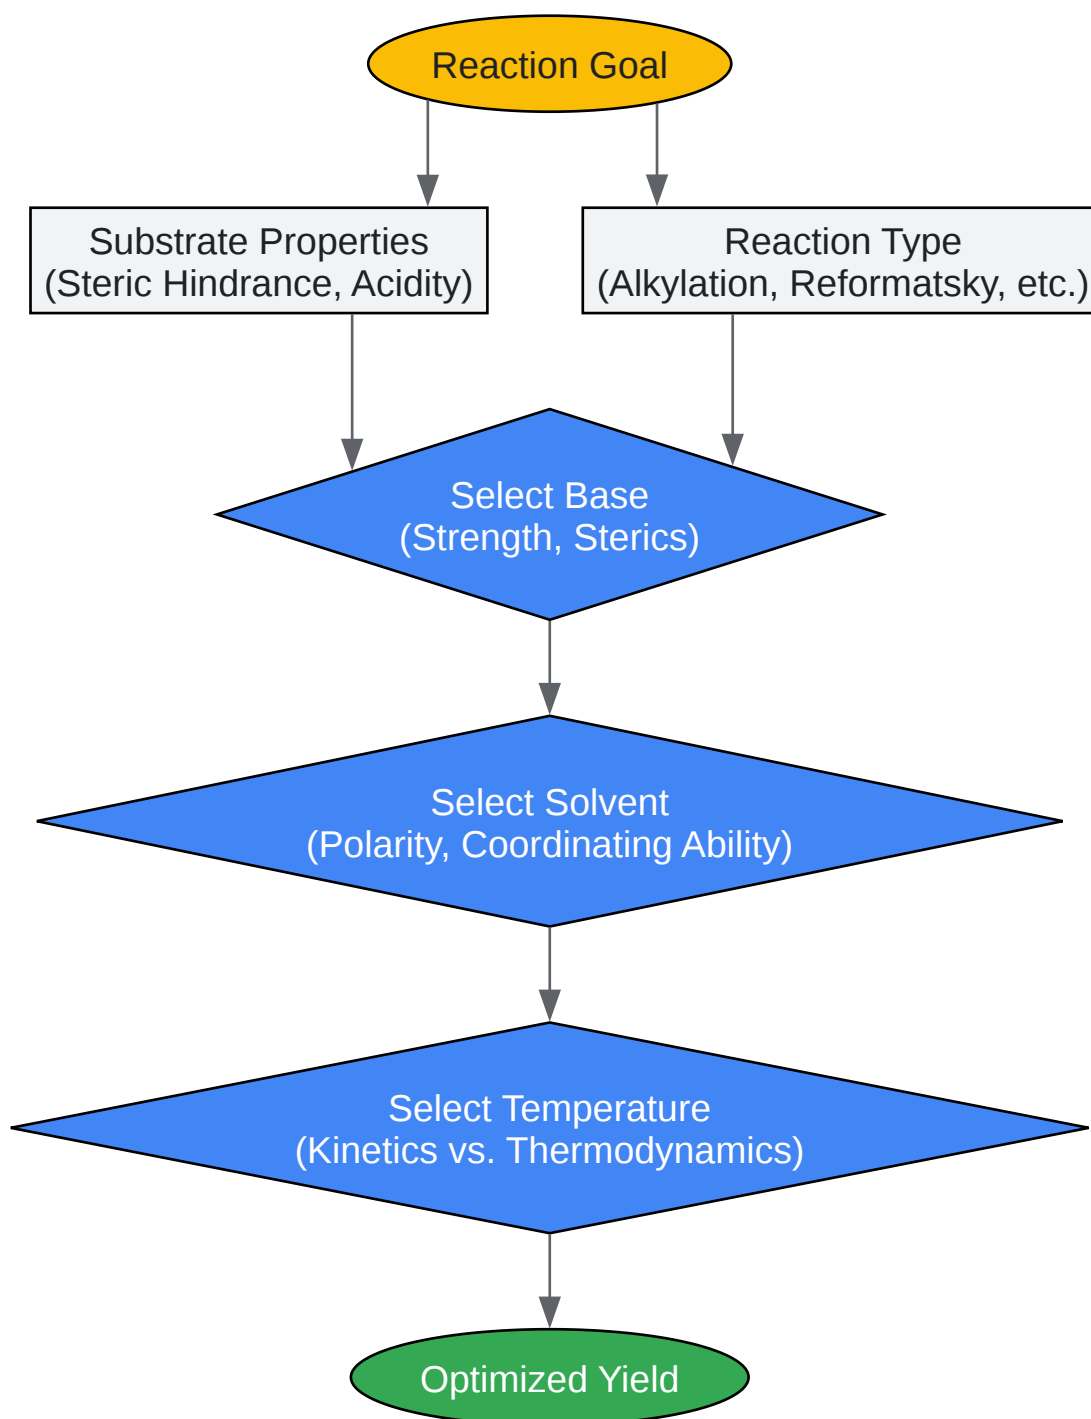 Reaction Goal
Substrate Properties
(Steric Hindrance, Acidity)
Reaction Type
(Alkylation, Reformatsky, etc.)
Select Base
(Strength, Sterics)
Select Solvent
(Polarity, Coordinating Ability)
Select Temperature
(Kinetics vs. Thermodynamics)
Optimized Yield